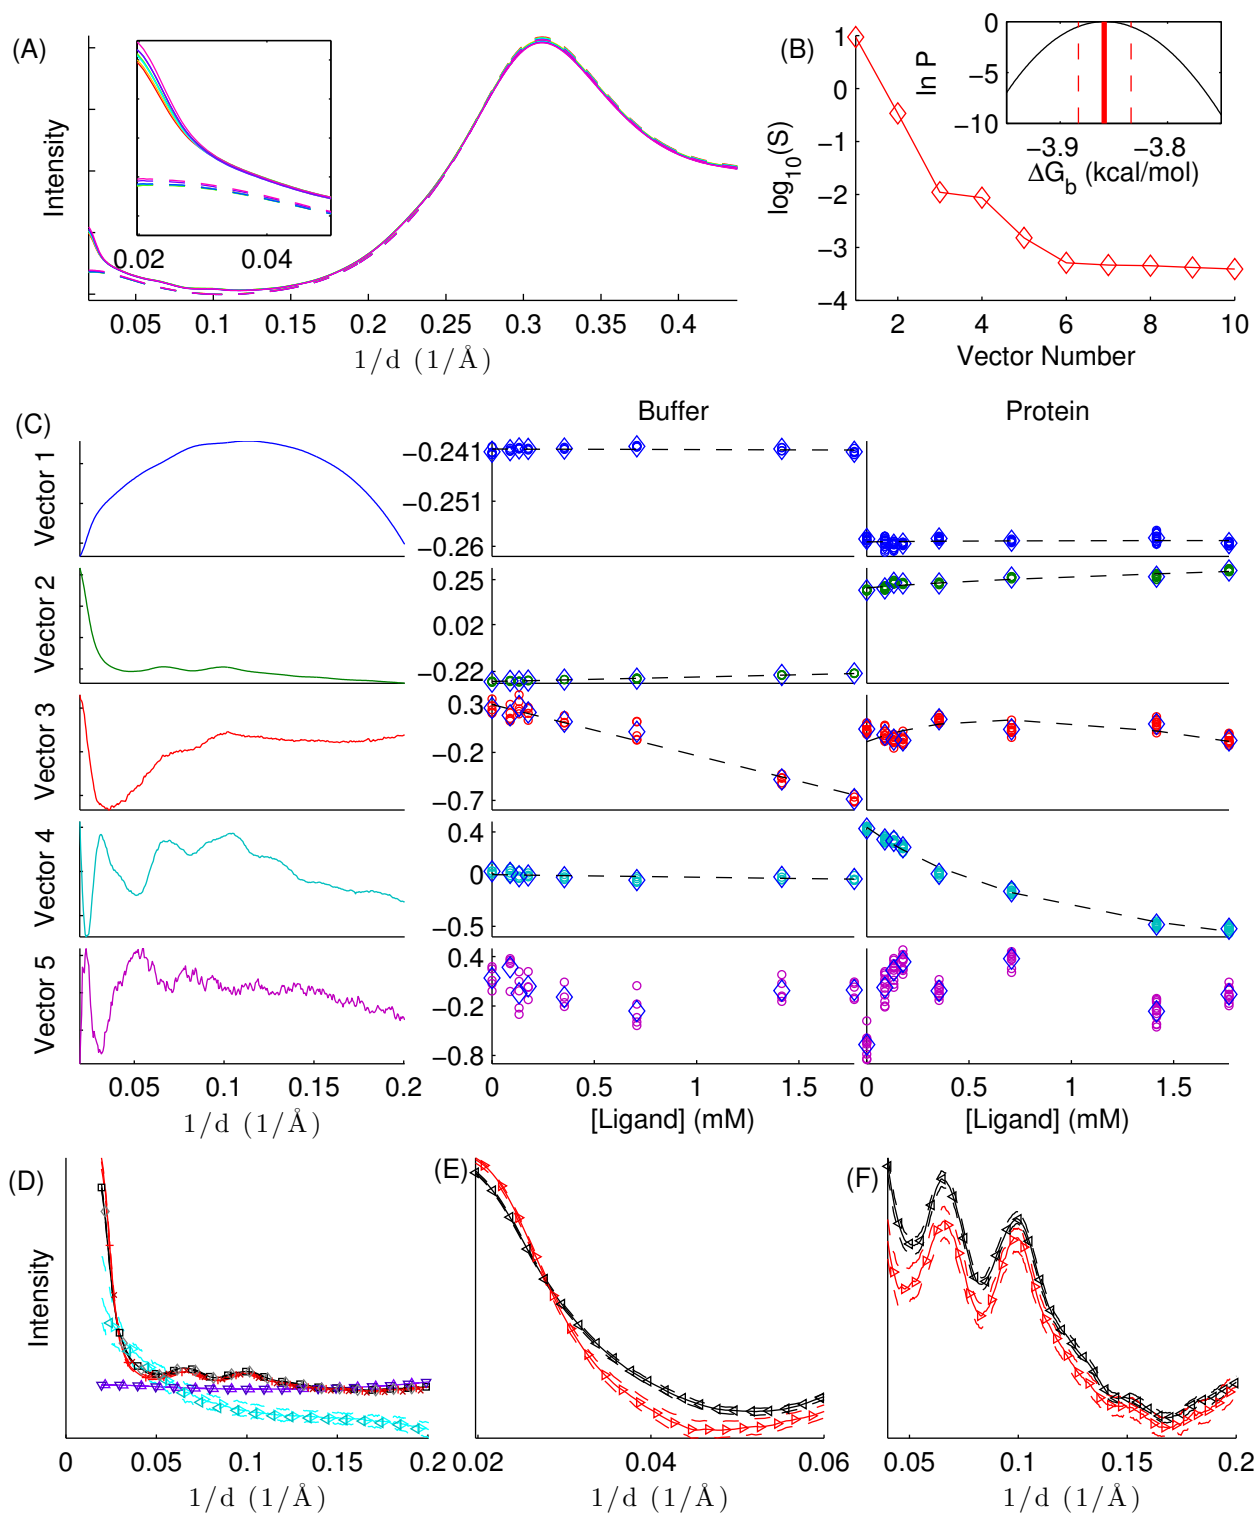 (A)
Intensity
0.02 0.04
0.05 0.1 0.15 0.2 0.25 0.3 0.35 0.4
1/d (1/Å)
(B)
log10(S)
1
0
−1
−2
−3
−4
2 4 6 8 10
Vector Number
ln P
0
−5
−10
−3.9 −3.8
ΔGb (kcal/mol)
(C)
Buffer Protein
Vector 1
−0.241
−0.251
−0.26
Vector 2
0.25
0.02
−0.22
Vector 3
0.3
−0.2
−0.7
Vector 4
0.4
0
−0.5
Vector 5
0.4
−0.2
−0.8
0.05 0.1 0.15 0.2 0 0.5 1 1.5 0 0.5 1 1.5
1/d (1/Å) [Ligand] (mM) [Ligand] (mM)
(D) (E) (F)
Intensity
0 0.05 0.1 0.15 0.2 0.02 0.04 0.06 0.05 0.1 0.15 0.2
1/d (1/Å) 1/d (1/Å) 1/d (1/Å)